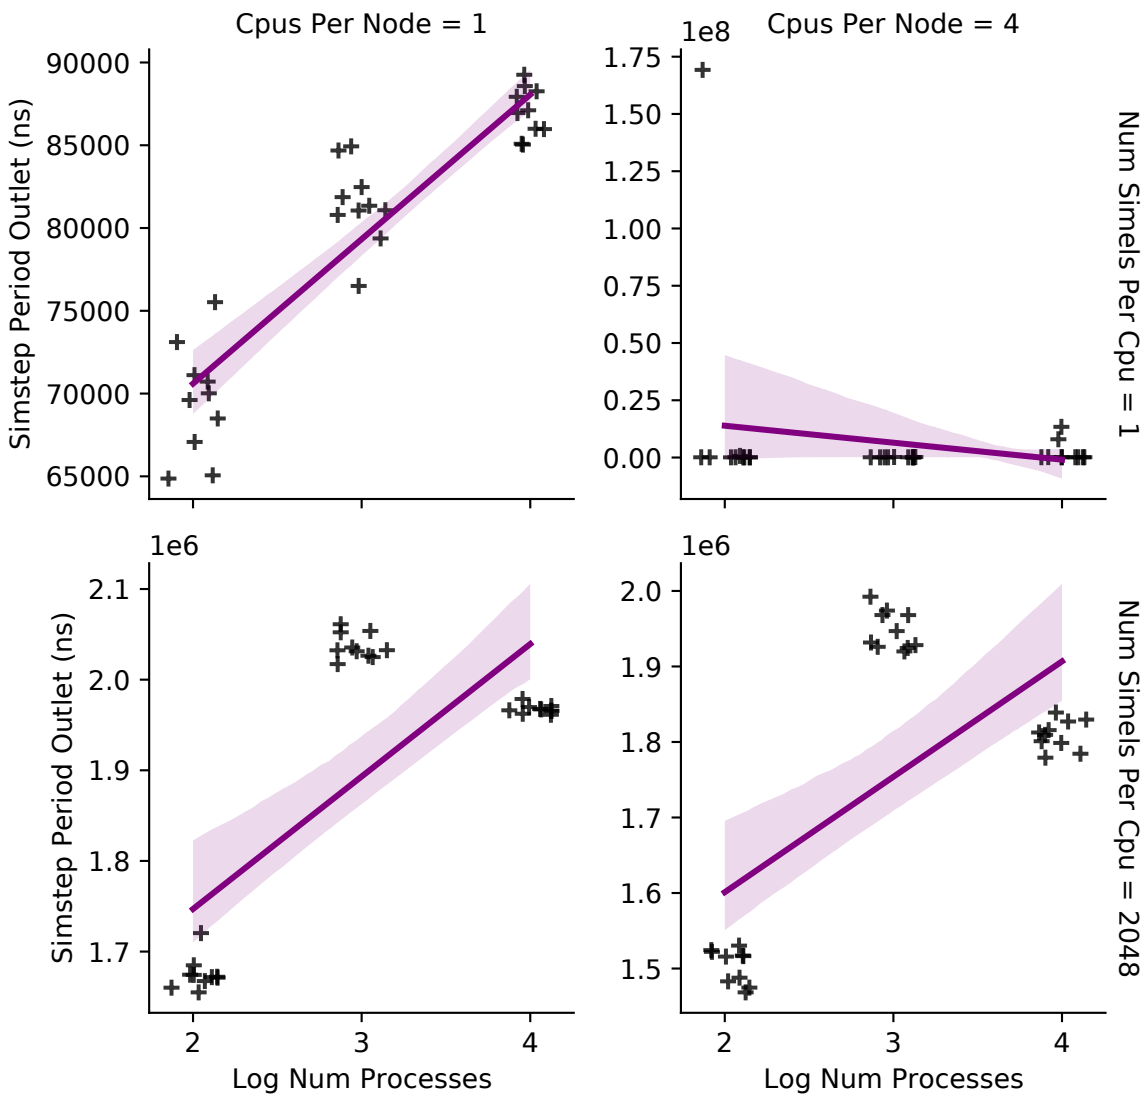 Cpus Per Node = 1
Cpus Per Node = 4
1e8
90000
85000
80000
75000
70000
65000
Simstep Period Outlet (ns)
1.75
1.50
1.25
1.00
0.75
0.50
0.25
0.00
Num Simels Per Cpu = 1
1e6
2.1
2.0
1.9
1.8
1.7
Simstep Period Outlet (ns)
2
3
4
Log Num Processes
1e6
2.0
1.9
1.8
1.7
1.6
1.5
2
3
4
Log Num Processes
Num Simels Per Cpu = 2048